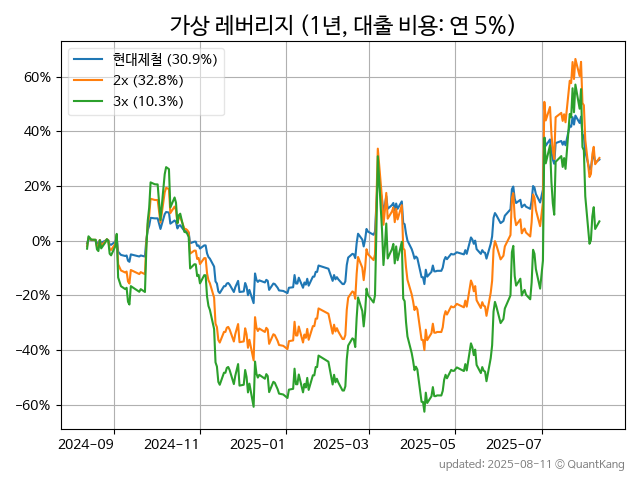 가상 레버리지 (1년, 대출 비용: 연 5%)
현대제철 (30.9%)
2x (32.8%)
3x (10.3%)
60%
40%
20%
0%
−20%
−40%
−60%
2024-09
2024-11
2025-01
2025-03
2025-05
2025-07
updated: 2025-08-11 © QuantKang